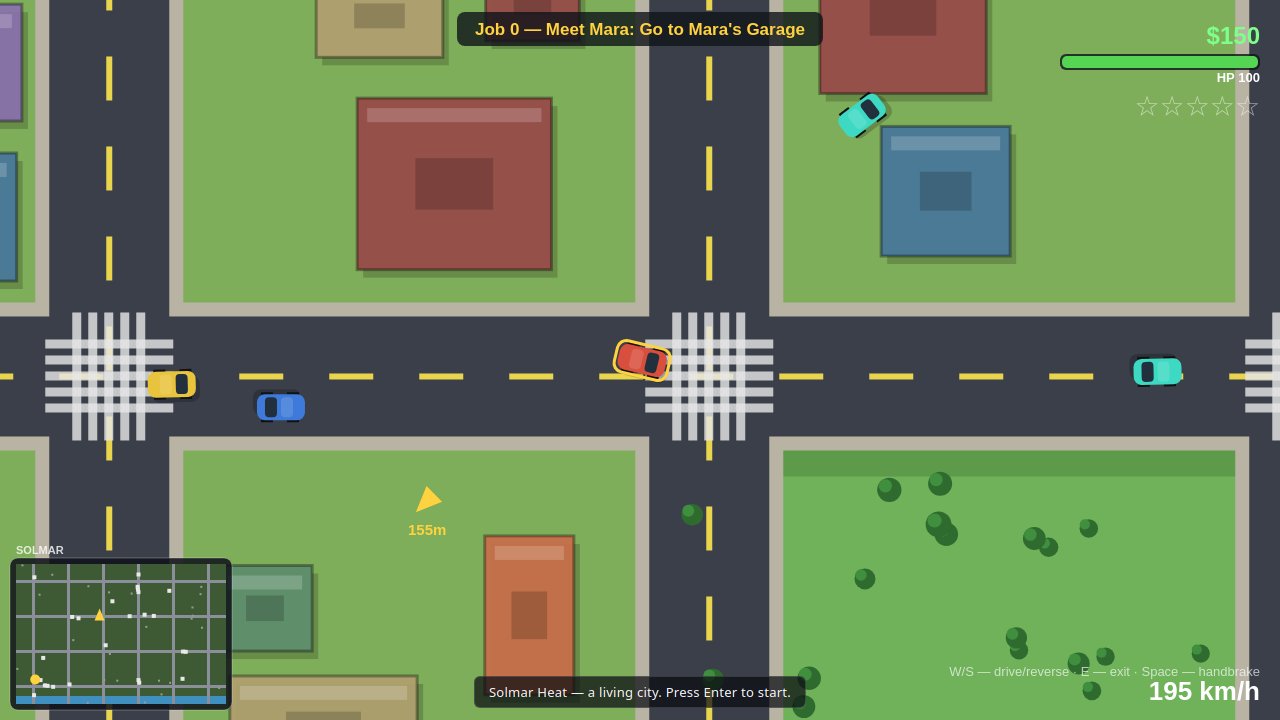 Job 0 — Meet Mara: Go to Mara's Garage
$150
HP 100
☆☆☆☆☆
155m
SOLMAR
Solmar Heat — a living city. Press Enter to start.
W/S — drive/reverse · E — exit · Space — handbrake
195 km/h